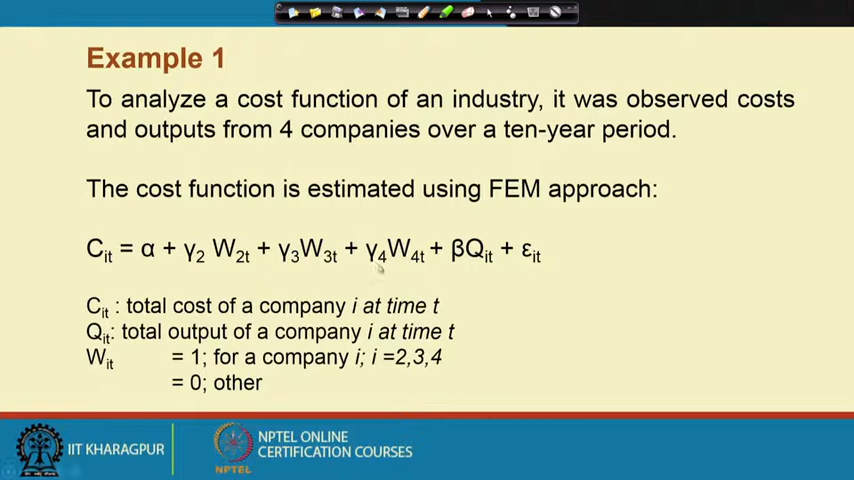 Example 1
To analyze a cost function of an industry, it was observed costs
and outputs from 4 companies over a ten-year period.
The cost function is estimated using FEM approach:
Cit = α + γ2 W2t + γ3W3t + γ4W4t + βQit + εit
Cit : total cost of a company i at time t
Qit: total output of a company i at time t
Wit = 1; for a company i; i =2,3,4
= 0; other
IIT KHARAGPUR
NPTEL
NPTEL ONLINE
CERTIFICATION COURSES